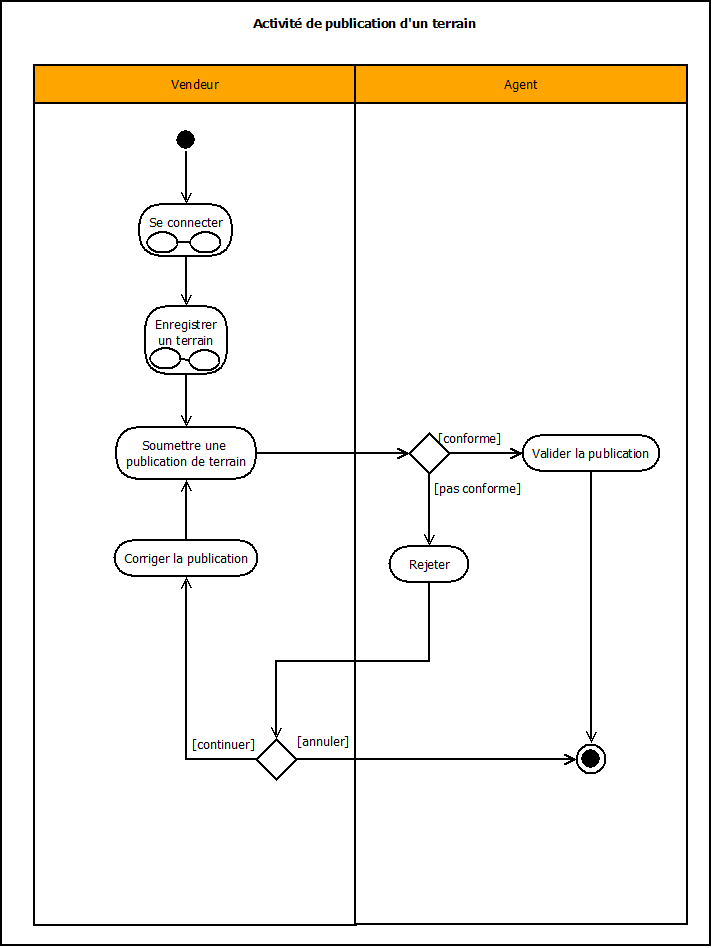 Activité de publication d'un terrain
Vendeur
Agent
Se connecter
Enregistrer
un terrain
Soumettre une
publication de terrain
[conforme]
Valider la publication
[pas conforme]
Corriger la publication
Rejeter
[continuer]
[annuler]